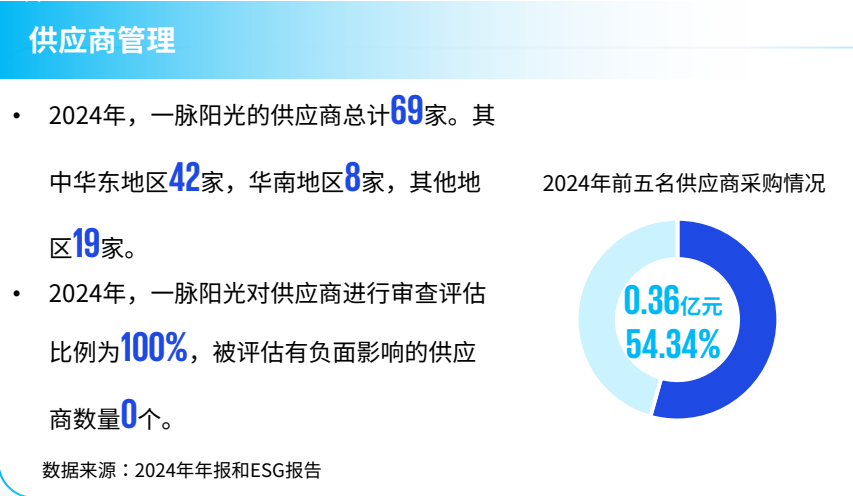 供应商管理
• 2024年，一脉阳光的供应商总计69家。其
中华东地区42家，华南地区8家，其他地
区19家。
• 2024年，一脉阳光对供应商进行审查评估
比例为100%，被评估有负面影响的供应
商数量0个。
数据来源：2024年年报和ESG报告
2024年前五名供应商采购情况
0.36亿元
54.34%